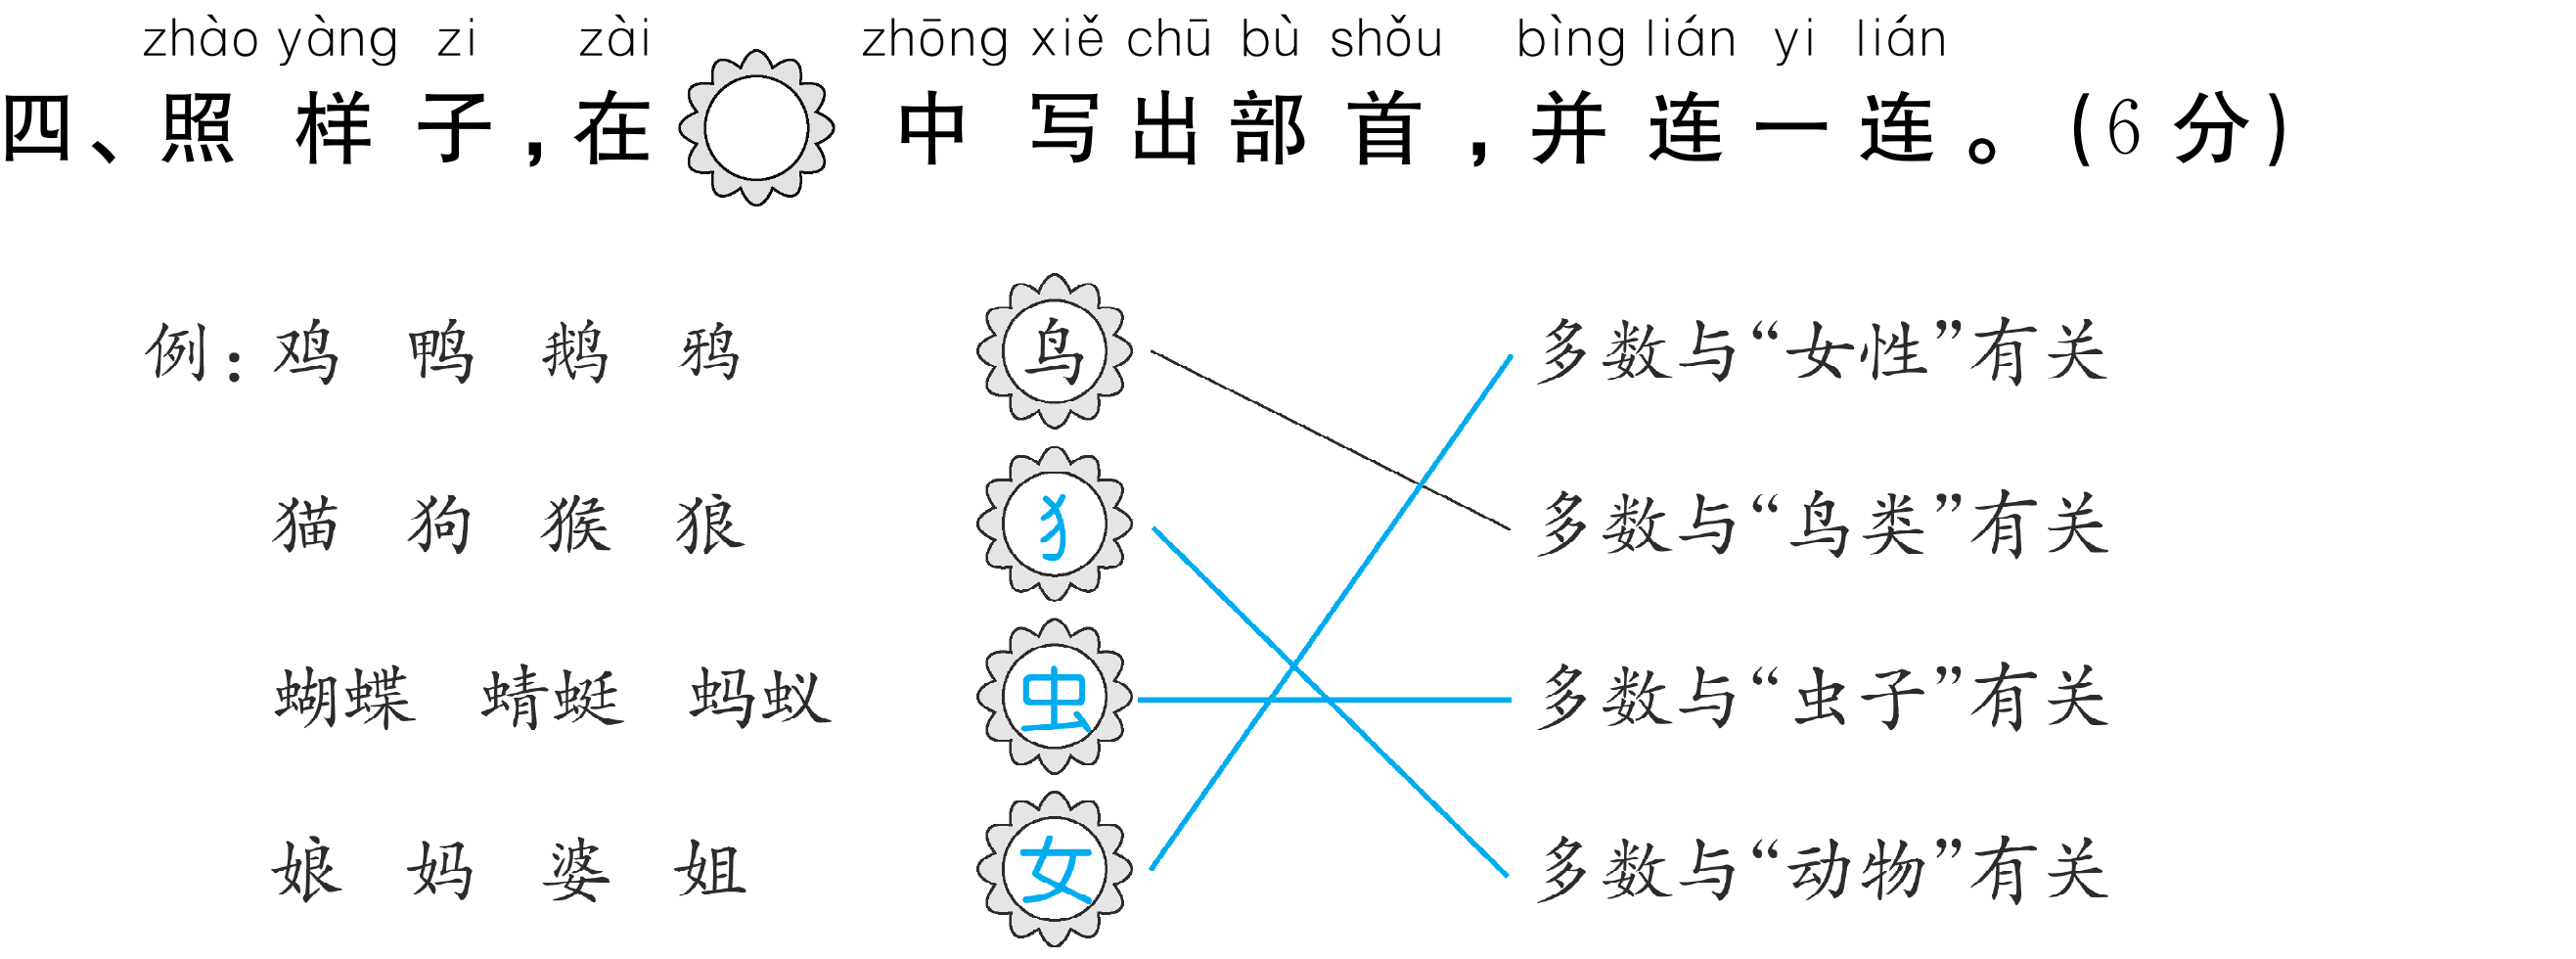 zhào yàng zi zài zhōng xiě chū bù shǒu bìng lián yi lián
四、照样子，在中写出部首，并连一连。(6分)
例：鸡 鸭 鹅 鸦 鸟 多数与“女性”有关
猫 狗 猴 狼 犭 多数与“鸟类”有关
蝴蝶 蜻蜓 蚂蚁 虫 多数与“虫子”有关
娘 妈 婆 姐 女 多数与“动物”有关